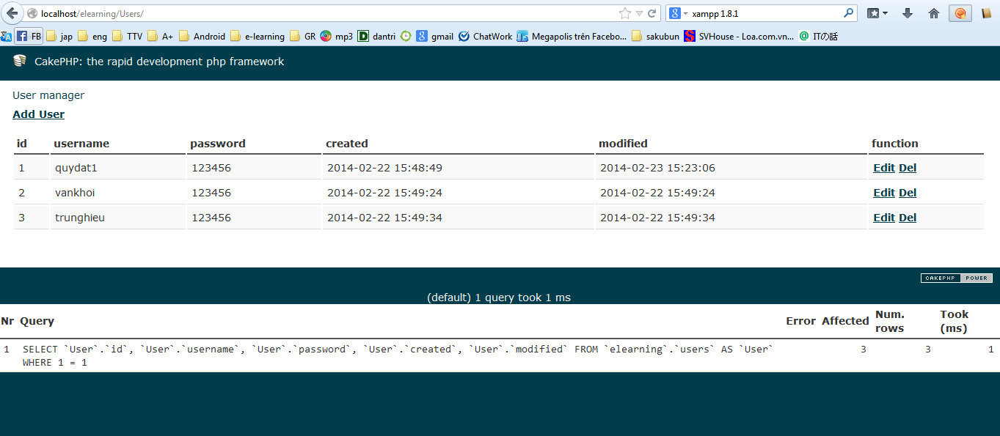 localhost/elearning/Users/
8 xampp 1.8.1
FB jap eng TTV A+ Android e-learning GR mp3 D dantri 8 gmail ChatWork Megapolis trên Facebo... sakubun S SVHouse - Loa.com.vn... @ ITの話
CakePHP: the rapid development php framework
User manager
Add User
id username password created modified function
1 quydat1 123456 2014-02-22 15:48:49 2014-02-23 15:23:06 Edit Del
2 vankhoi 123456 2014-02-22 15:49:24 2014-02-22 15:49:24 Edit Del
3 trunghieu 123456 2014-02-22 15:49:34 2014-02-22 15:49:34 Edit Del
CAKEPHP POWER
(default) 1 query took 1 ms
Nr Query Error Affected Num. rows Took (ms)
1 SELECT `User`.`id`, `User`.`username`, `User`.`password`, `User`.`created`, `User`.`modified` FROM `elearning`.`users` AS `User` 3 3 1
WHERE 1 = 1